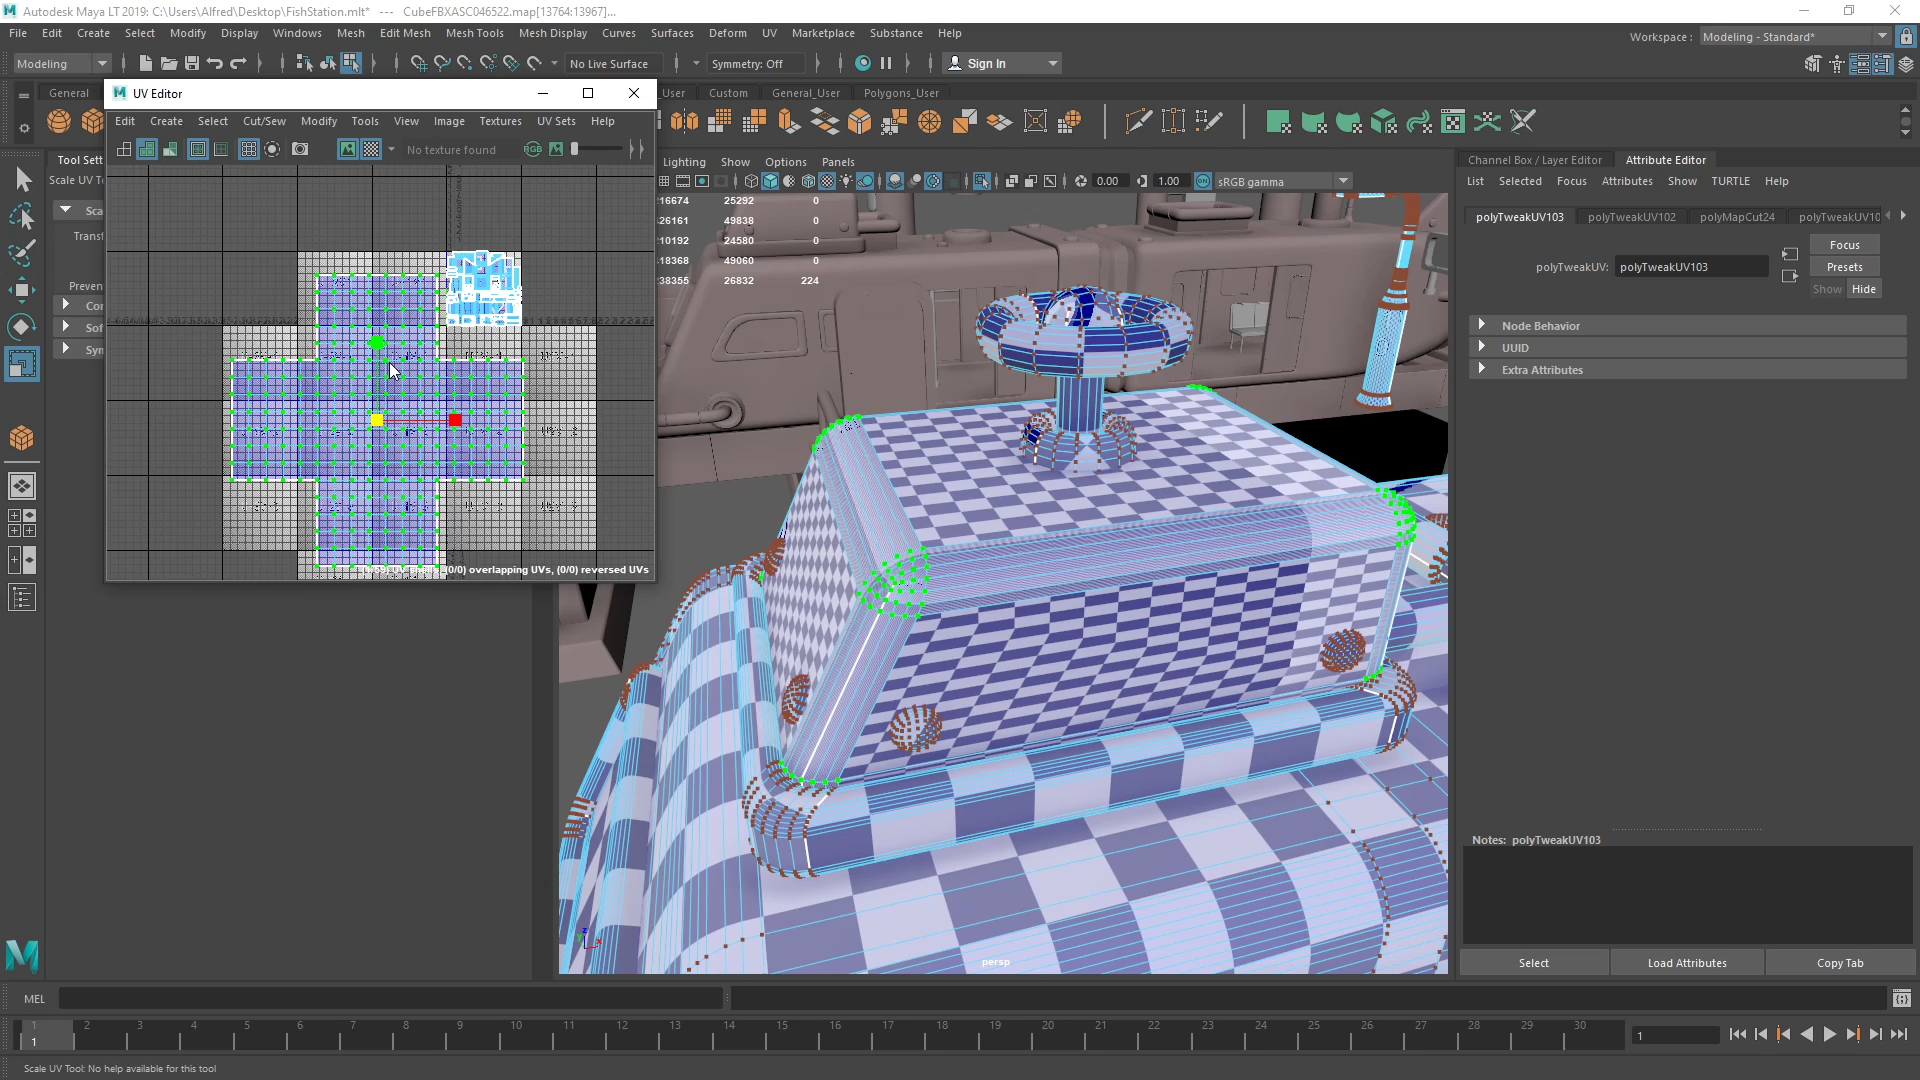 Autodesk Maya LT 2019: C:\Users\Alfred\Desktop\FishStation.mlt* --- CubeFBXASC046522.map[13764:13967]...
File Edit Create Select Modify Display Windows Mesh Edit Mesh Mesh Tools Mesh Display Curves Surfaces Deform UV Marketplace Substance Help
Workspace : Modeling - Standard*
Modeling No Live Surface Symmetry: Off Sign In
General UV Editor _User Custom General_User Polygons_User
Edit Create Select Cut/Sew Modify Tools View Image Textures UV Sets Help
No texture found
Tool Sett
Scale UV T
Sca
Transf
Preven
Co
Sof
Syn
(0/0) overlapping UVs, (0/0) reversed UVs
Lighting Show Options Panels
0.00 1.00 sRGB gamma
16674 25292 0
26161 49838 0
10192 24580 0
18368 49060 0
38355 26832 224
persp
Channel Box / Layer Editor Attribute Editor
List Selected Focus Attributes Show TURTLE Help
polyTweakUV103 polyTweakUV102 polyMapCut24 polyTweakUV10
polyTweakUV: polyTweakUV103
Focus
Presets
Show Hide
Node Behavior
UUID
Extra Attributes
Notes: polyTweakUV103
Select Load Attributes Copy Tab
MEL
1 2 3 4 5 6 7 8 9 10 11 12 13 14 15 16 17 18 19 20 21 22 23 24 25 26 27 28 29 30
1 1
Scale UV Tool: No help available for this tool